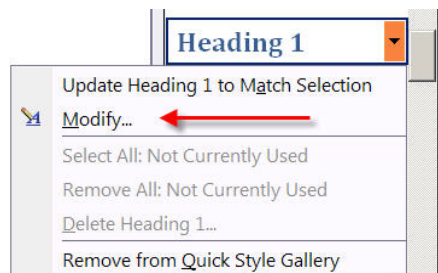 Heading 1
Update Heading 1 to Match Selection
Modify...
Select All: Not Currently Used
Remove All: Not Currently Used
Delete Heading 1...
Remove from Quick Style Gallery